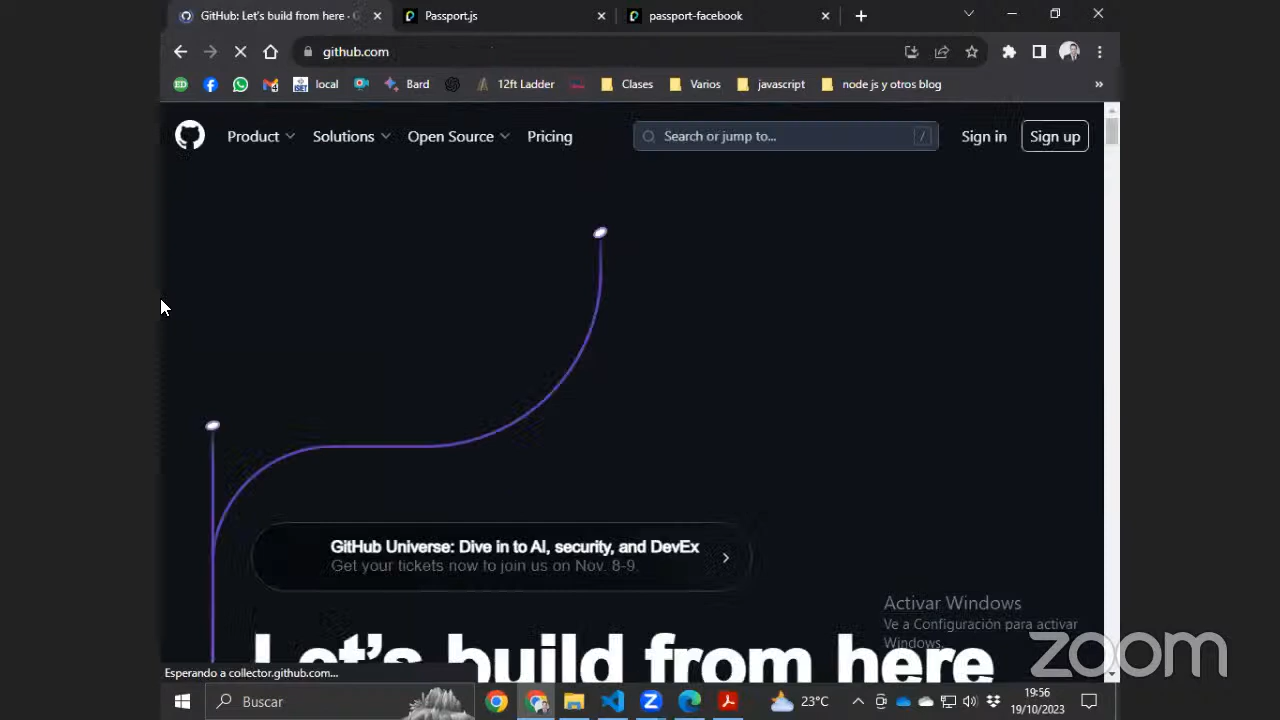 GitHub: Let's build from here · G
Passport.js
passport-facebook
github.com
local
Bard
12ft Ladder
Clases
Varios
javascript
node js y otros blog
»
Product
Solutions
Open Source
Pricing
Search or jump to...
/
Sign in
Sign up
GitHub Universe: Dive in to AI, security, and DevEx
Get your tickets now to join us on Nov. 8-9.
Let's build from here
Activar Windows
Ve a Configuración para activar
Windows.
zoom
Esperando a collector.github.com...
Buscar
23°C
19:56
19/10/2023